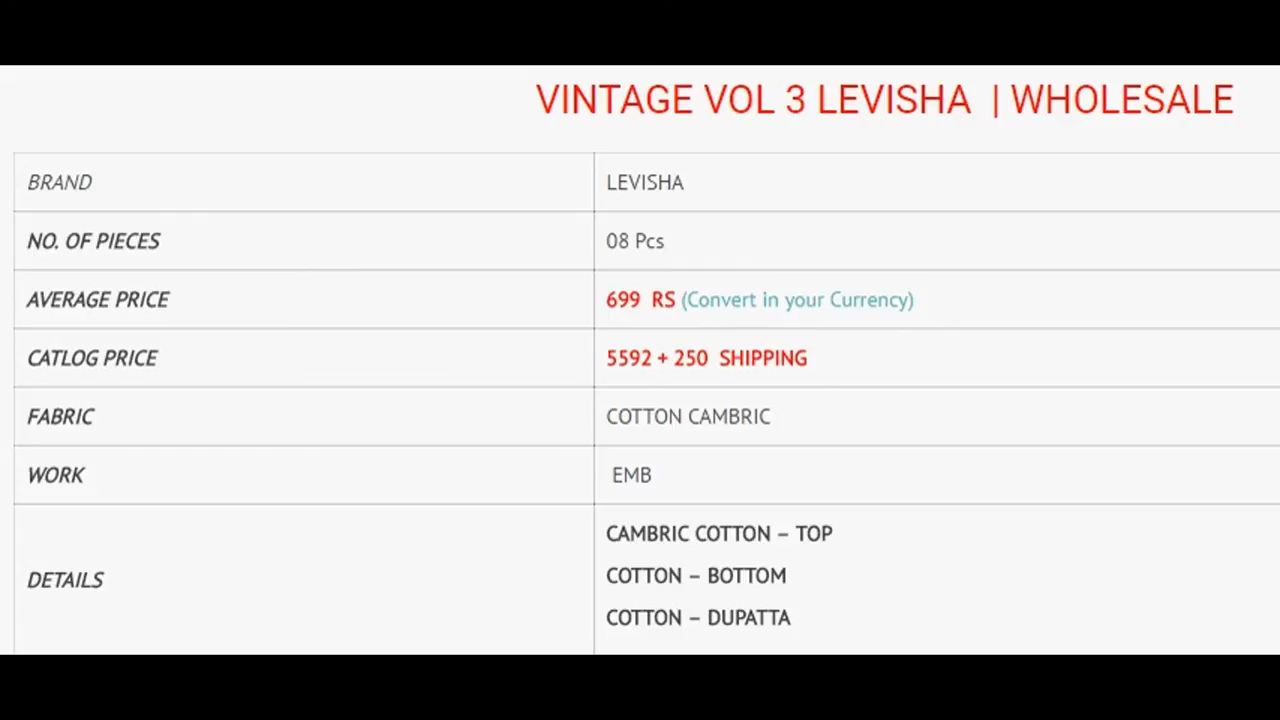 VINTAGE VOL 3 LEVISHA | WHOLESALE
BRAND LEVISHA
NO. OF PIECES 08 Pcs
AVERAGE PRICE 699 RS (Convert in your Currency)
CATLOG PRICE 5592 + 250 SHIPPING
FABRIC COTTON CAMBRIC
WORK EMB
CAMBRIC COTTON – TOP
DETAILS COTTON – BOTTOM
COTTON – DUPATTA